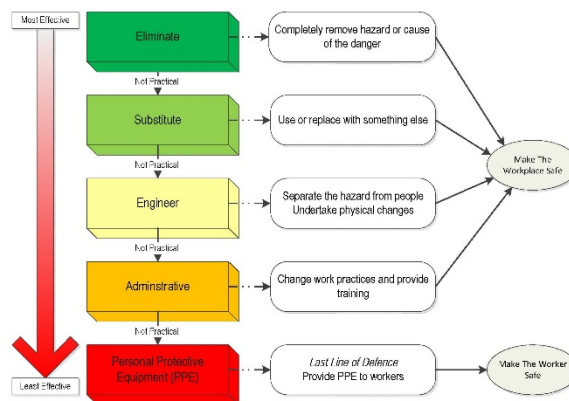 Most Effective
Eliminate
Completely remove hazard or cause
of the danger
Not Practical
Substitute
Use or replace with something else
Not Practical
Make The
Workplace Safe
Engineer
Separate the hazard from people
Undertake physical changes
Not Practical
Adminstrative
Change work practices and provide
training
Not Practical
Personal Protective
Equipment (PPE)
Last Line of Defence
Provide PPE to workers
Make The Worker
Safe
Least Effective